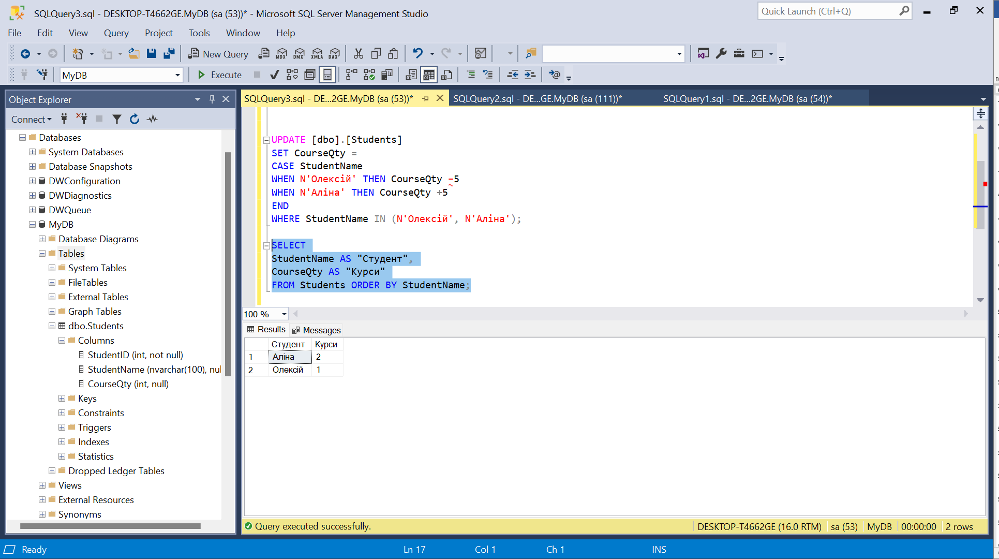 SQLQuery3.sql - DESKTOP-T4662GE.MyDB (sa (53))* - Microsoft SQL Server Management Studio
Quick Launch (Ctrl+Q)
File Edit View Query Project Tools Window Help
New Query MDX DMX XMLA DAX
MyDB Execute
Object Explorer
SQLQuery3.sql - DE...2GE.MyDB (sa (53))* SQLQuery2.sql - DE...GE.MyDB (sa (111))* SQLQuery1.sql - DE...2GE.MyDB (sa (54))*
Connect
Databases
System Databases
Database Snapshots
DWConfiguration
DWDiagnostics
DWQueue
MyDB
Database Diagrams
Tables
System Tables
FileTables
External Tables
Graph Tables
dbo.Students
Columns
StudentID (int, not null)
StudentName (nvarchar(100), nul
CourseQty (int, null)
Keys
Constraints
Triggers
Indexes
Statistics
Dropped Ledger Tables
Views
External Resources
Synonyms
UPDATE [dbo].[Students]
SET CourseQty =
CASE StudentName
WHEN N'Олексій' THEN CourseQty –5
WHEN N'Аліна' THEN CourseQty +5
END
WHERE StudentName IN (N'Олексій', N'Аліна');
SELECT
StudentName AS "Студент",
CourseQty AS "Курси"
FROM Students ORDER BY StudentName;
100 %
Results Messages
Студент Курси
1 Аліна 2
2 Олексій 1
Query executed successfully. DESKTOP-T4662GE (16.0 RTM) sa (53) MyDB 00:00:00 2 rows
Ready Ln 17 Col 1 Ch 1 INS